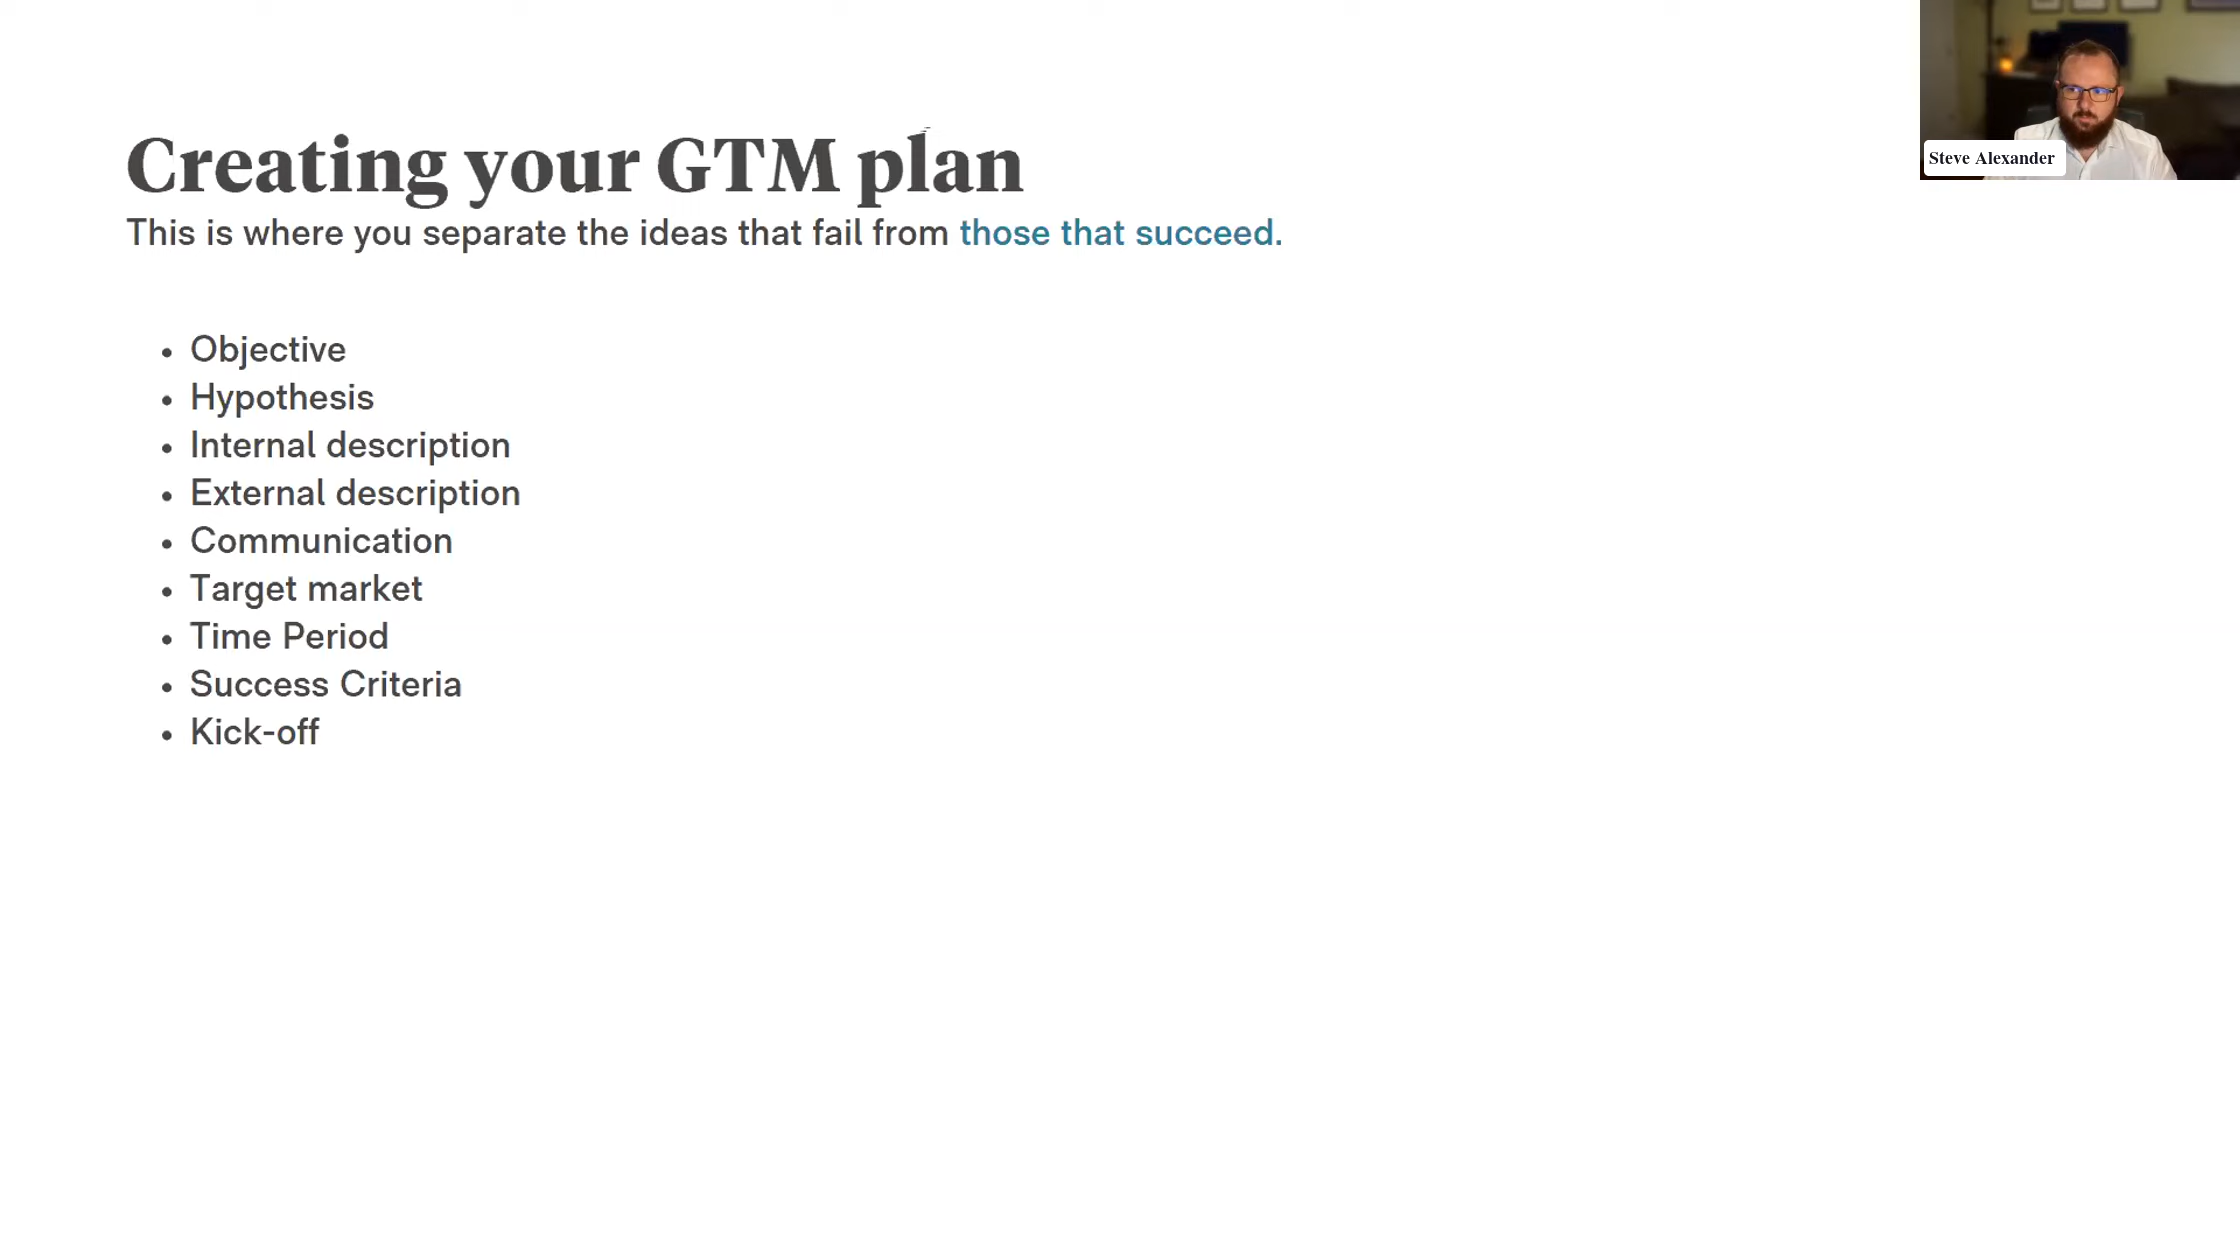 Creating your GTM plan
This is where you separate the ideas that fail from those that succeed.
Objective
Hypothesis
Internal description
External description
Communication
Target market
Time Period
Success Criteria
Kick-off
Steve Alexander